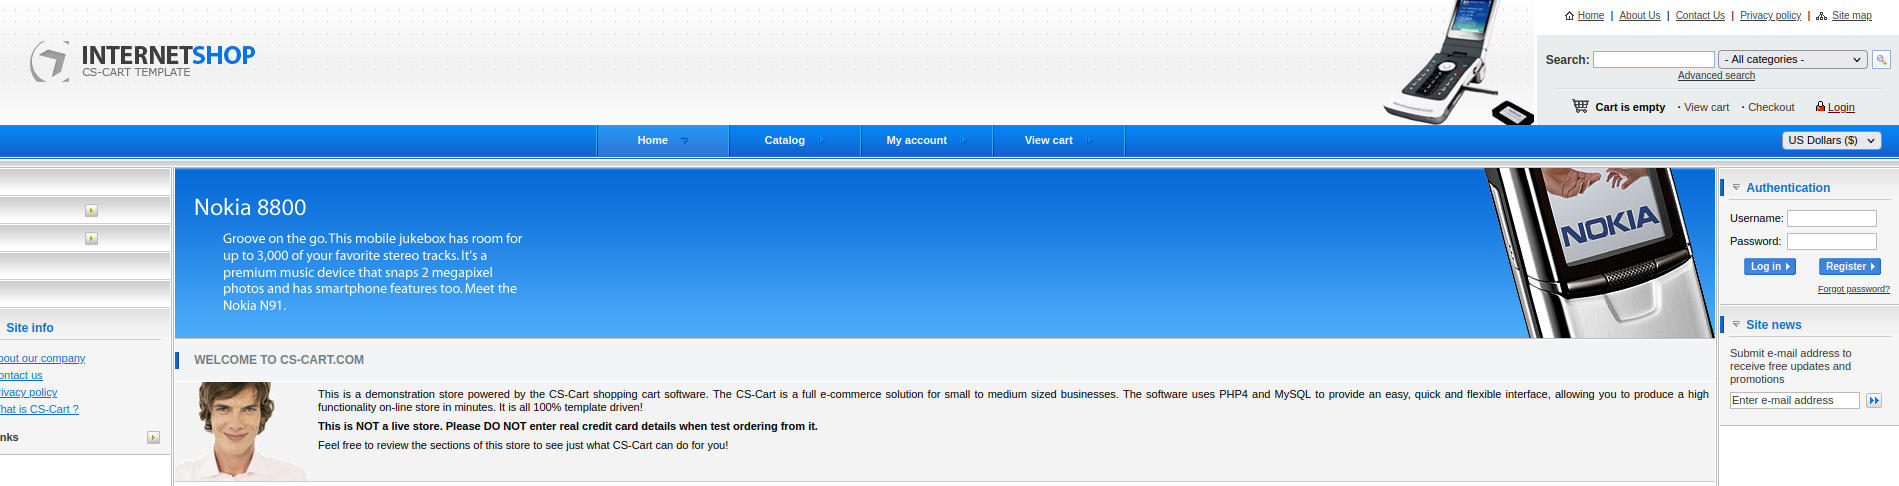 Home | About Us | Contact Us | Privacy policy | Site map
INTERNETSHOP
CS-CART TEMPLATE
Search: - All categories -
Advanced search
Cart is empty · View cart · Checkout Login
Home Catalog My account View cart US Dollars ($)
Nokia 8800
Groove on the go. This mobile jukebox has room for
up to 3,000 of your favorite stereo tracks. It's a
premium music device that snaps 2 megapixel
photos and has smartphone features too. Meet the
Nokia N91.
NOKIA
Site info
bout our company
ontact us
rivacy policy
hat is CS-Cart ?
nks
WELCOME TO CS-CART.COM
This is a demonstration store powered by the CS-Cart shopping cart software. The CS-Cart is a full e-commerce solution for small to medium sized businesses. The software uses PHP4 and MySQL to provide an easy, quick and flexible interface, allowing you to produce a high
functionality on-line store in minutes. It is all 100% template driven!
This is NOT a live store. Please DO NOT enter real credit card details when test ordering from it.
Feel free to review the sections of this store to see just what CS-Cart can do for you!
Authentication
Username:
Password:
Log in Register
Forgot password?
Site news
Submit e-mail address to
receive free updates and
promotions
Enter e-mail address